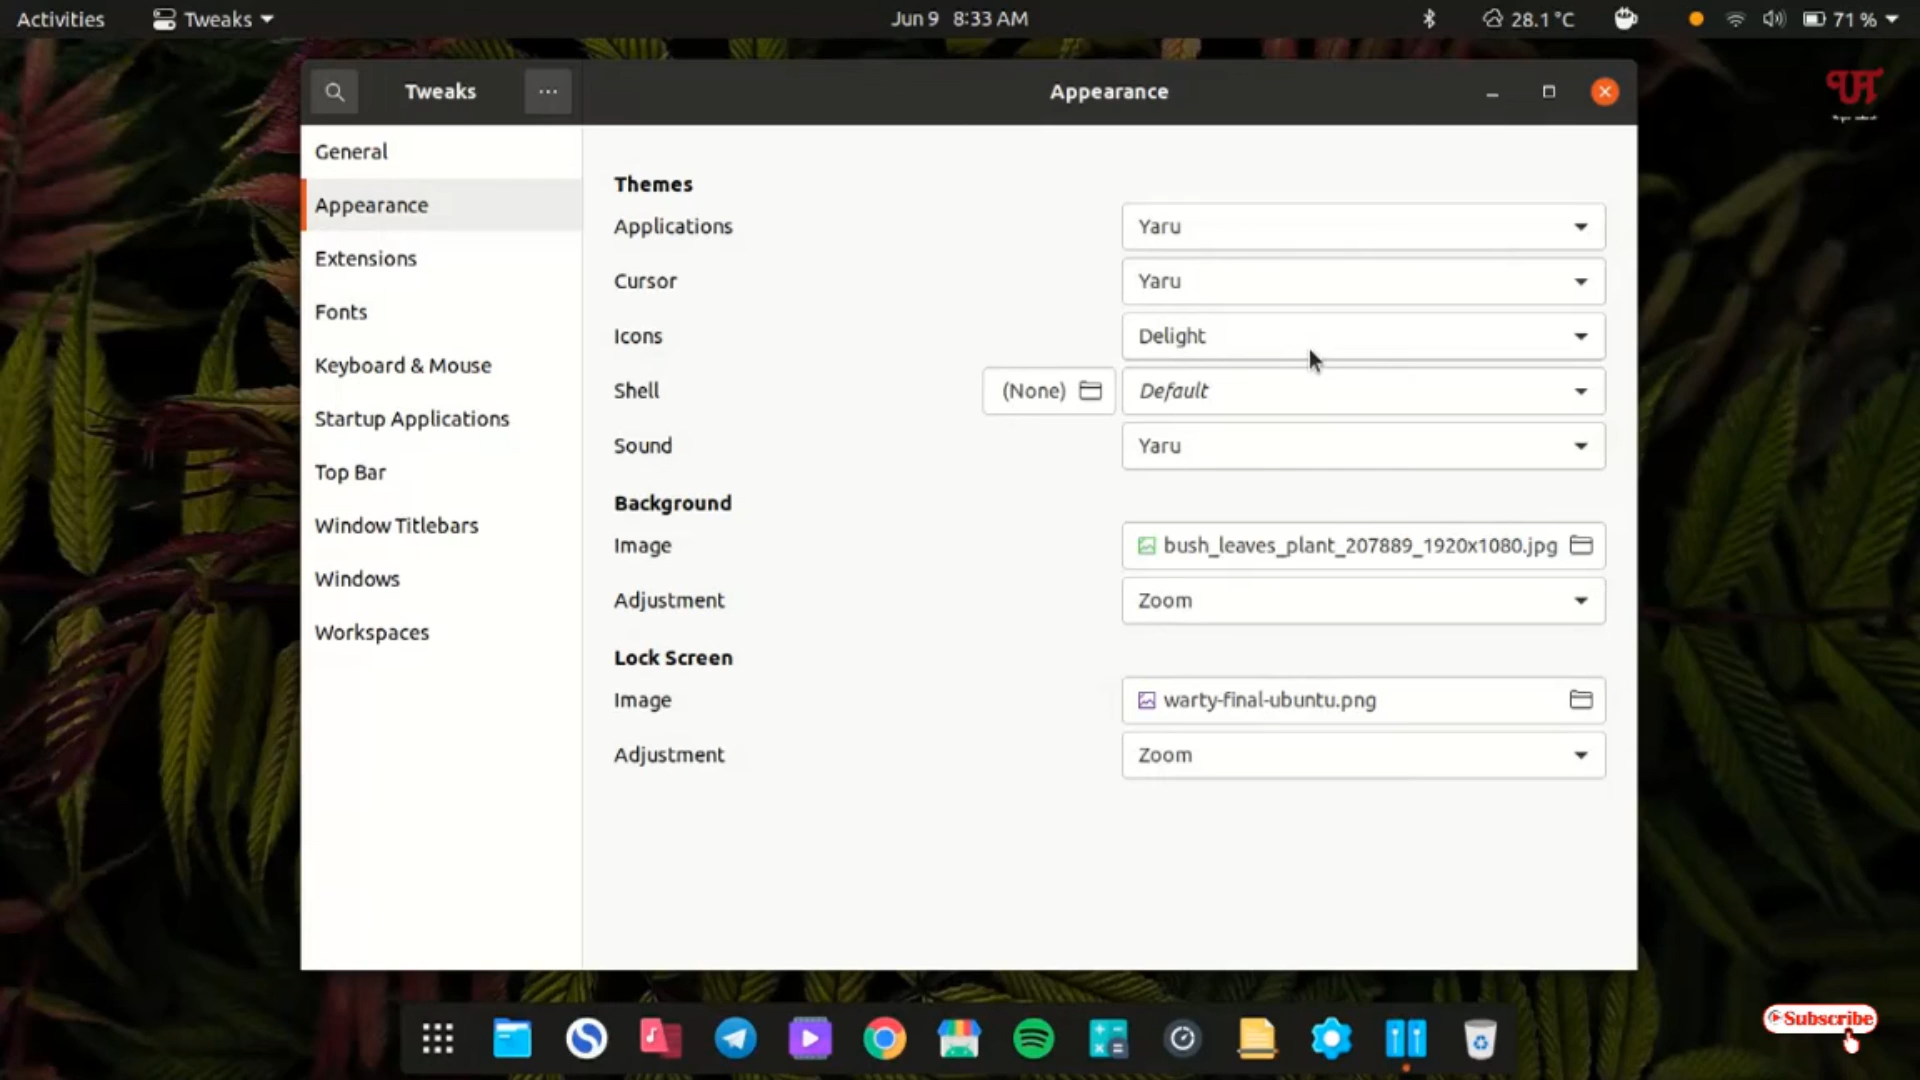 Activities
Tweaks
Jun 9 8:33 AM
28.1 °C
71 %
Tweaks
Appearance
General
Appearance
Extensions
Fonts
Keyboard & Mouse
Startup Applications
Top Bar
Window Titlebars
Windows
Workspaces
Themes
Applications
Yaru
Cursor
Yaru
Icons
Delight
Shell
(None)
Default
Sound
Yaru
Background
Image
bush_leaves_plant_207889_1920x1080.jpg
Adjustment
Zoom
Lock Screen
Image
warty-final-ubuntu.png
Adjustment
Zoom
Subscribe